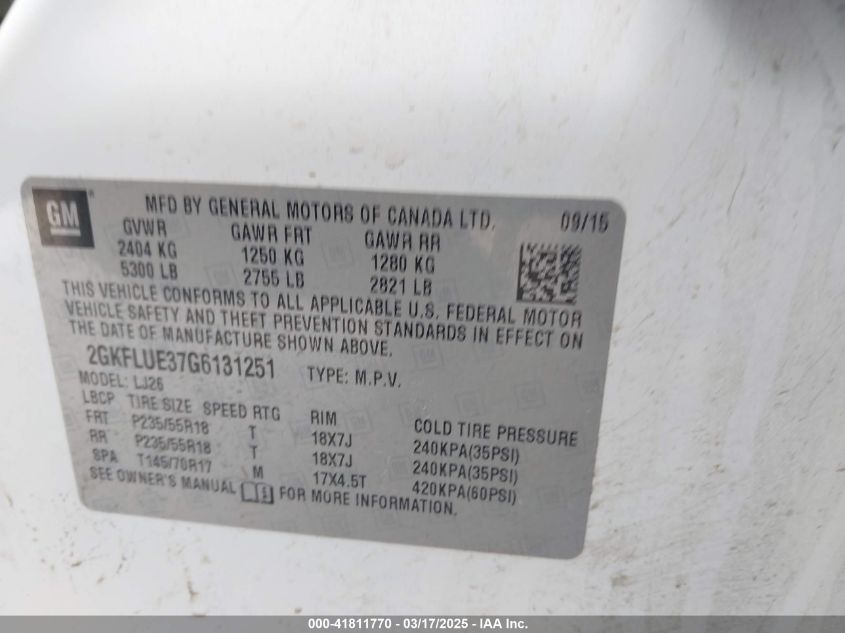 GM ®
MFD BY GENERAL MOTORS OF CANADA LTD. 09/15
GVWR GAWR FRT GAWR RR
2404 KG 1250 KG 1280 KG
5300 LB 2755 LB 2821 LB
THIS VEHICLE CONFORMS TO ALL APPLICABLE U.S. FEDERAL MOTOR
VEHICLE SAFETY AND THEFT PREVENTION STANDARDS IN EFFECT ON
THE DATE OF MANUFACTURE SHOWN ABOVE.
2GKFLUE37G6131251 TYPE: M.P.V.
MODEL: LJ26
LBCP TIRE SIZE SPEED RTG RIM COLD TIRE PRESSURE
FRT P235/55R18 T 18X7J 240KPA(35PSI)
RR P235/55R18 T 18X7J 240KPA(35PSI)
SPA T145/70R17 M 17X4.5T 420KPA(60PSI)
SEE OWNER'S MANUAL FOR MORE INFORMATION.
000-41811770 - 03/17/2025 - IAA Inc.